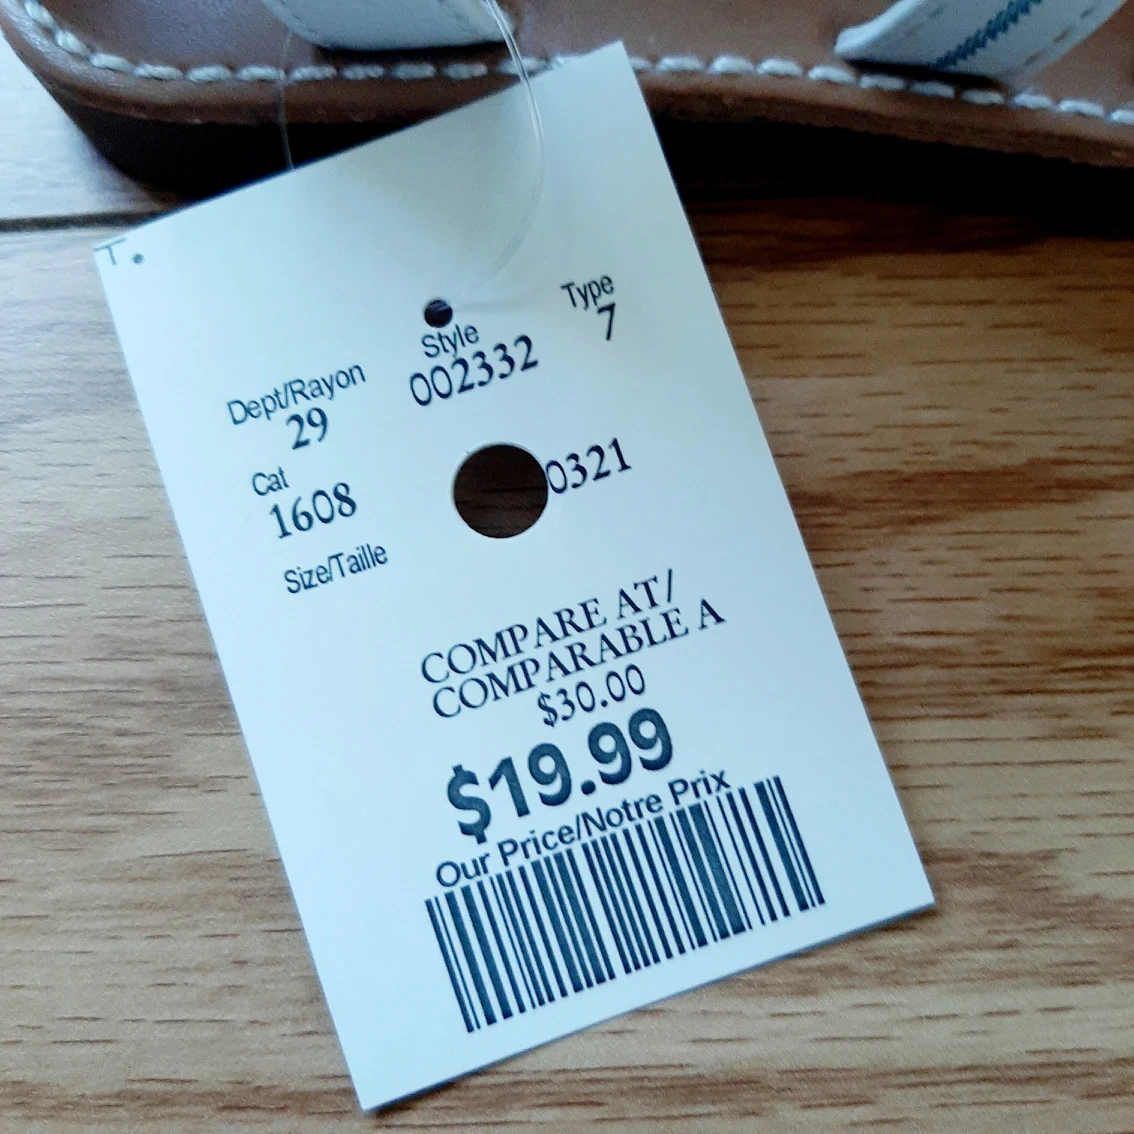 T.
Style
002332
Type
7
Dept/Rayon
29
Cat
1608
0321
Size/Taille
COMPARE AT/
COMPARABLE A
$30.00
$19.99
Our Price/Notre Prix